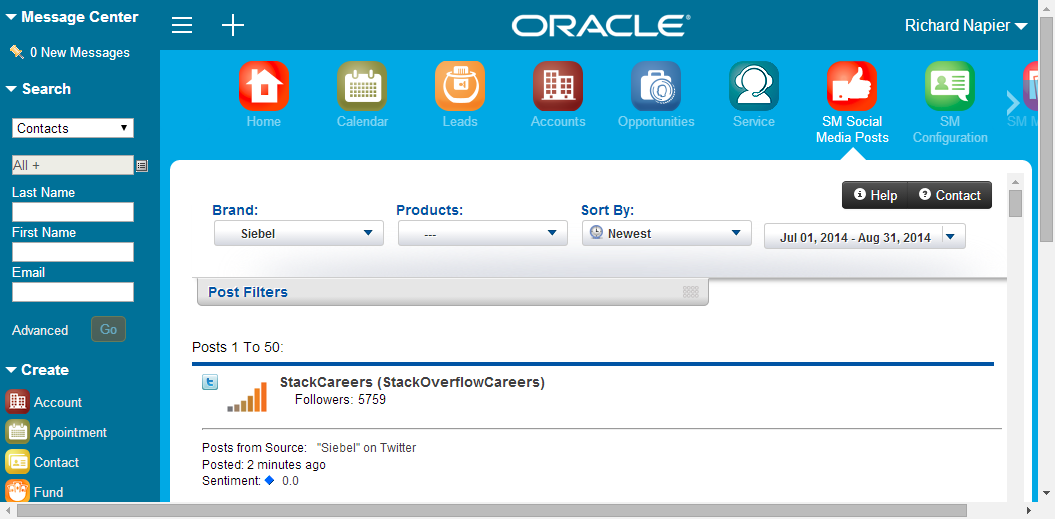 Message Center
0 New Messages
Search
Contacts
All +
Last Name
First Name
Email
Advanced
Go
Create
Account
Appointment
Contact
Fund
ORACLE®
Richard Napier
Home
Calendar
Leads
Accounts
Opportunities
Service
SM Social
Media Posts
SM
Configuration
SM M
Help
Contact
Brand:
Products:
Sort By:
Siebel
---
Newest
Jul 01, 2014 - Aug 31, 2014
Post Filters
Posts 1 To 50:
StackCareers (StackOverflowCareers)
Followers: 5759
Posts from Source: "Siebel" on Twitter
Posted: 2 minutes ago
Sentiment: 0.0